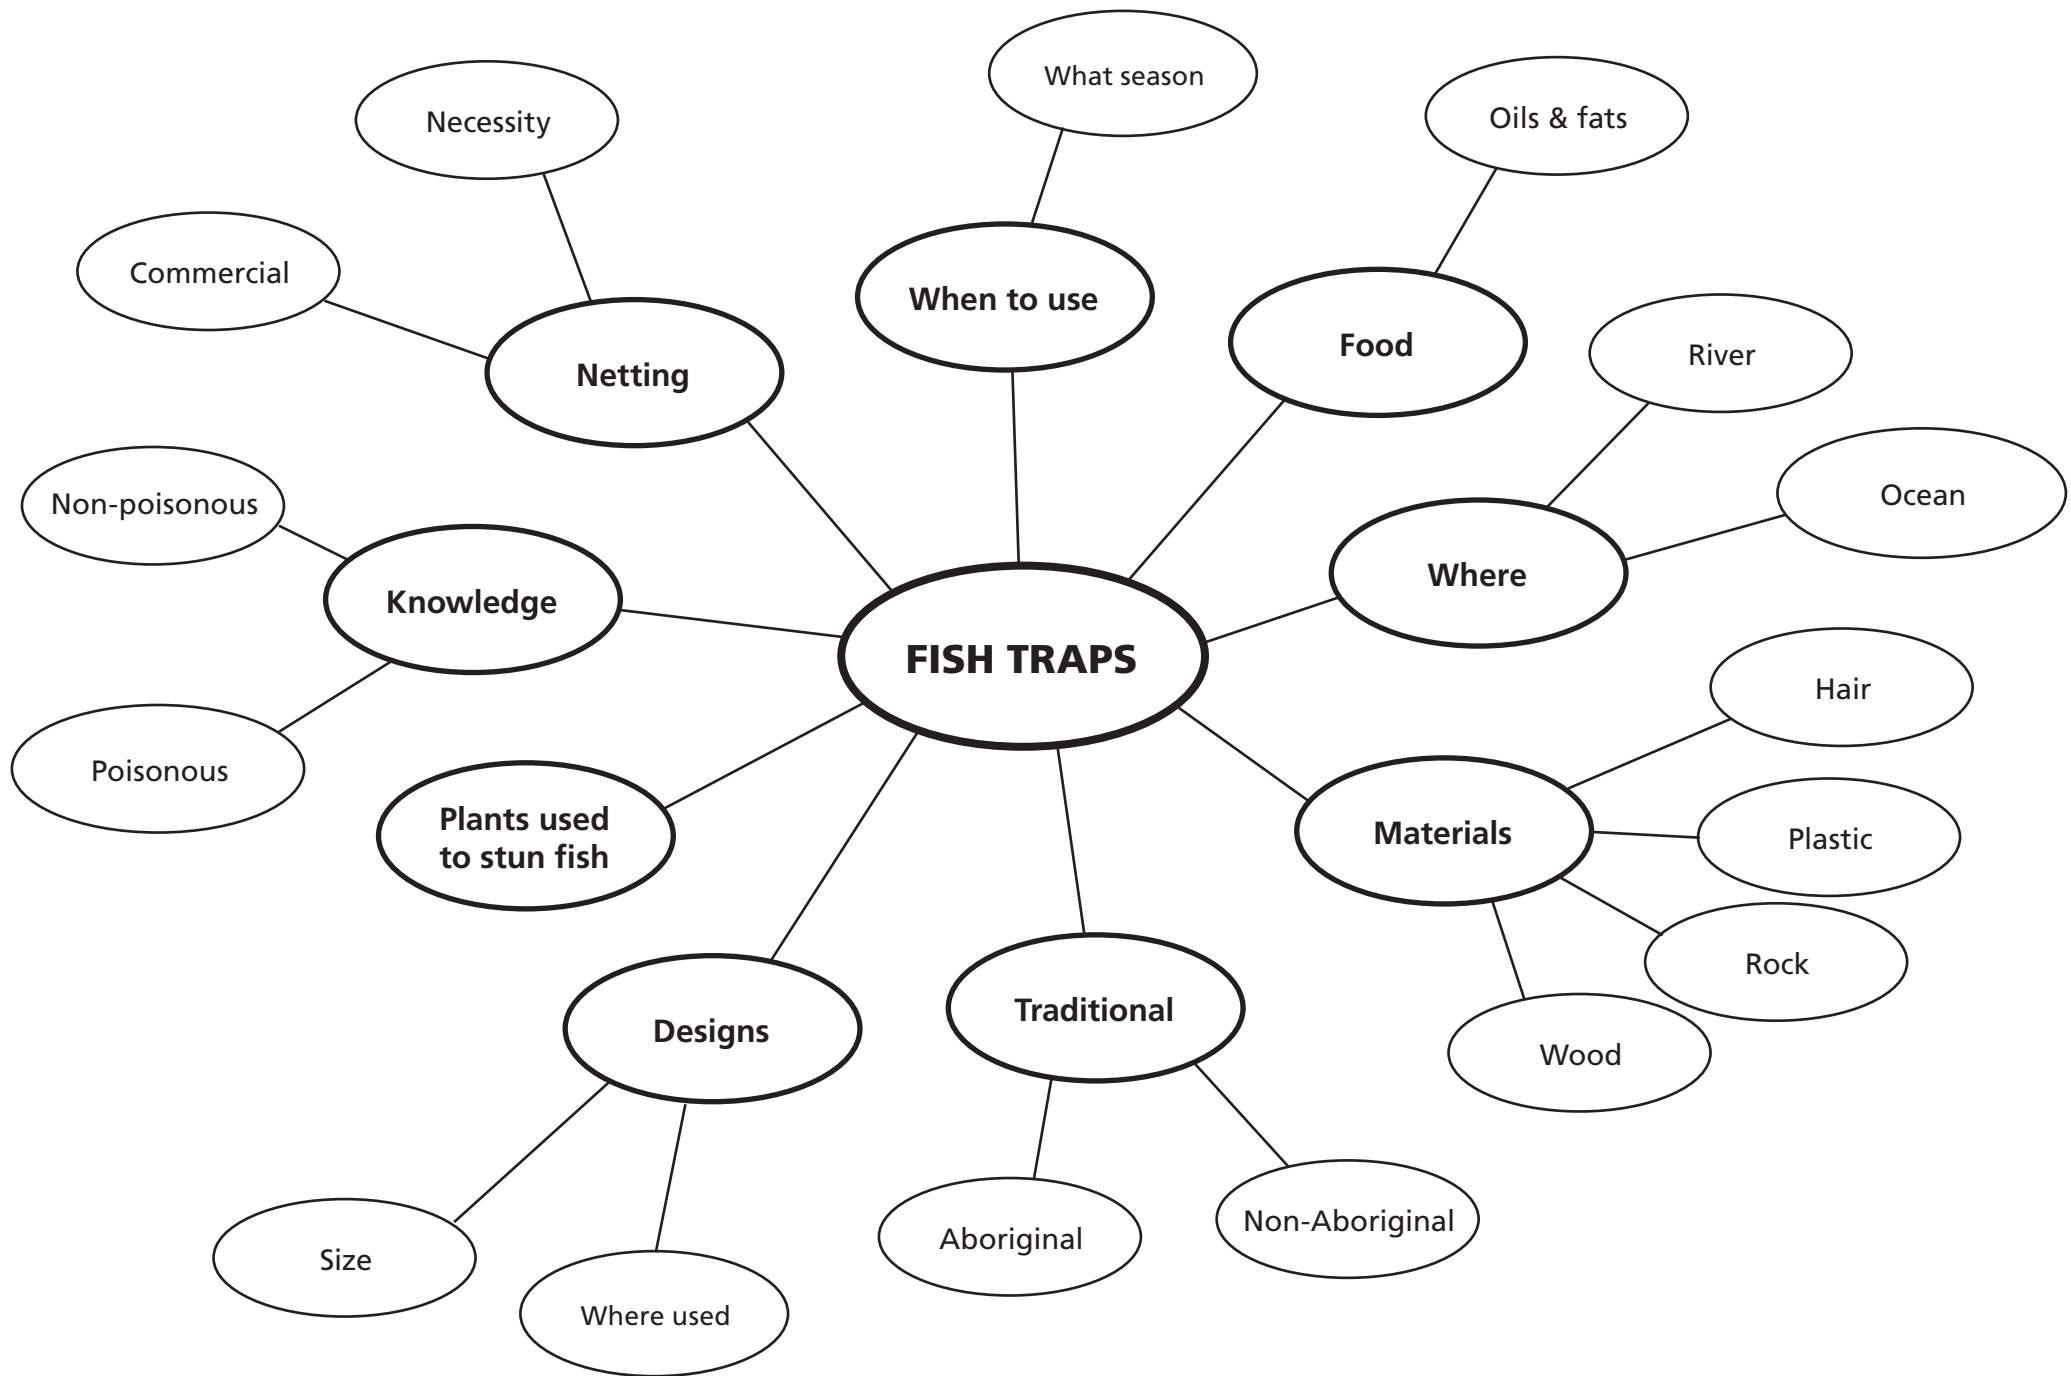 What season
Oils & fats
Necessity
Commercial
When to use
Food
River
Netting
Ocean
Non-poisonous
Knowledge
Where
FISH TRAPS
Hair
Poisonous
Plants used
to stun fish
Materials
Plastic
Rock
Designs
Traditional
Wood
Aboriginal
Non-Aboriginal
Size
Where used